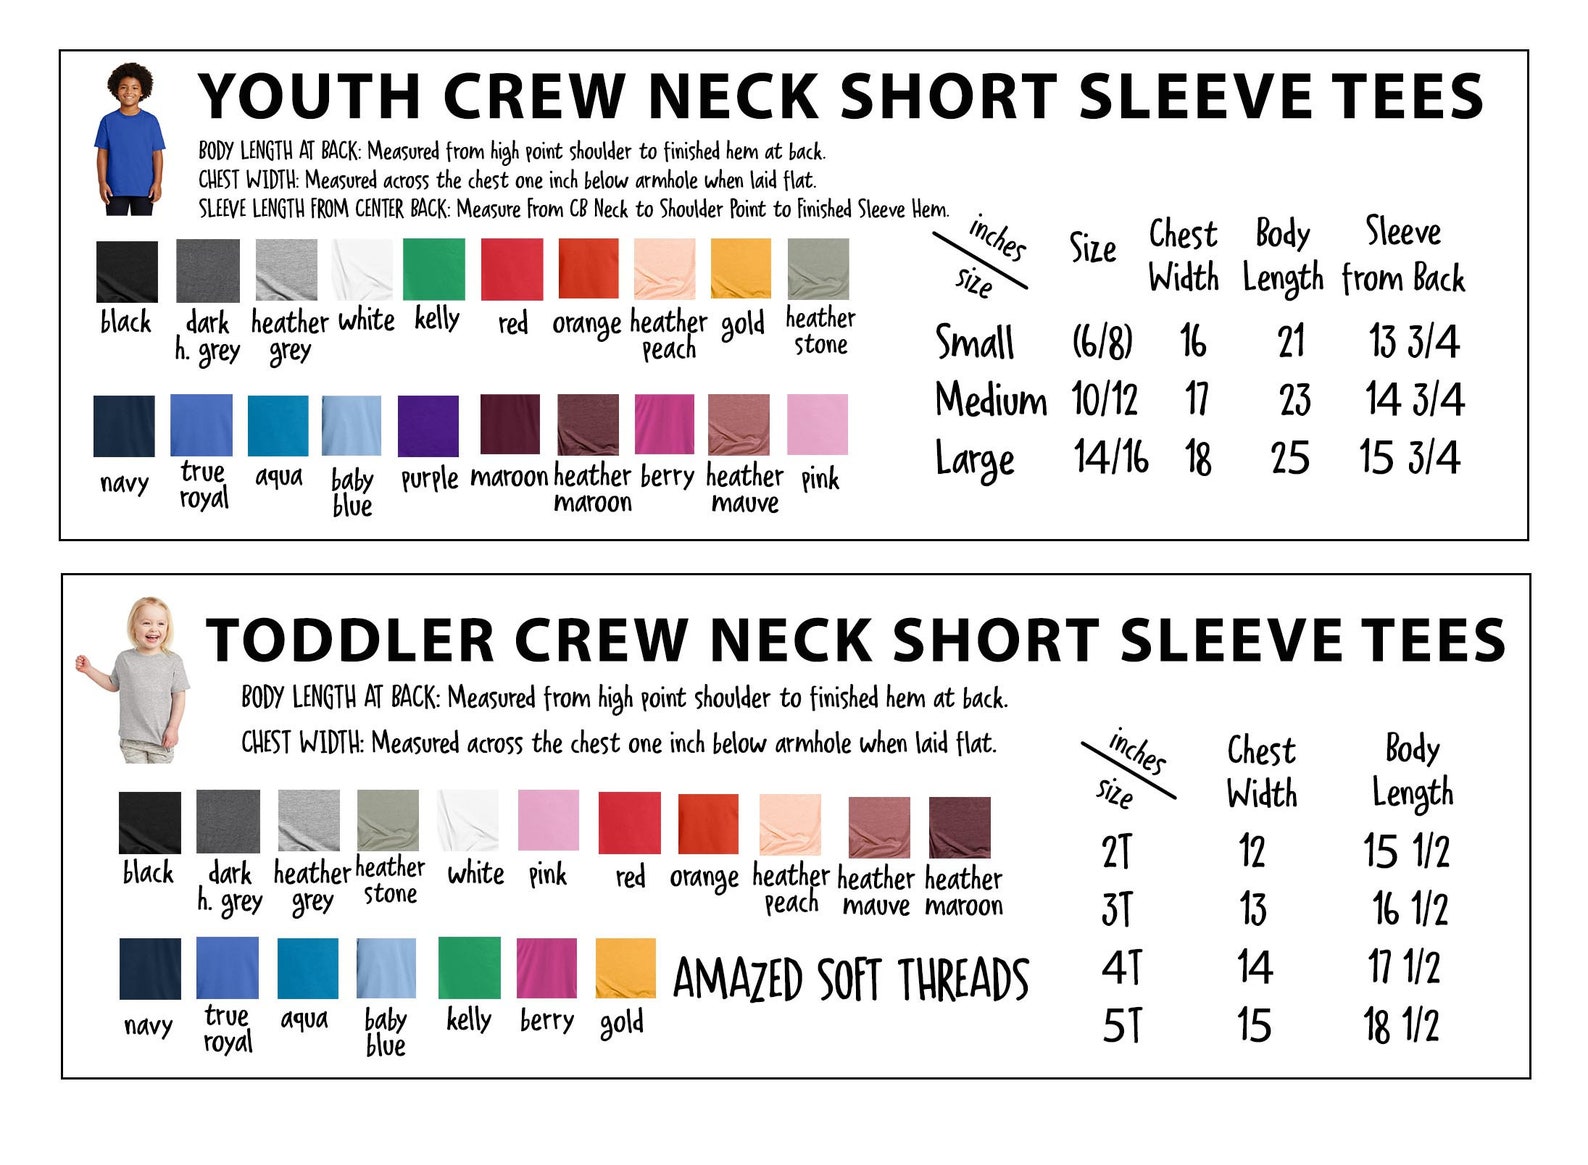 YOUTH CREW NECK SHORT SLEEVE TEES
BODY LENGTH AT BACK: Measured from high point shoulder to finished hem at back.
CHEST WIDTH: Measured across the chest one inch below armhole when laid flat.
SLEEVE LENGTH FROM CENTER BACK: Measure From CB Neck to Shoulder Point to Finished Sleeve Hem.
black
dark
h. grey
heather
grey
white
kelly
red
orange
heather
peach
gold
heather
stone
navy
true
royal
aqua
baby
blue
purple
maroon
heather
maroon
berry
heather
mauve
pink
inches
size
Size
Chest
Width
Body
Length
Sleeve
from Back
Small (6/8) 16 21 13 3/4
Medium 10/12 17 23 14 3/4
Large 14/16 18 25 15 3/4
TODDLER CREW NECK SHORT SLEEVE TEES
BODY LENGTH AT BACK: Measured from high point shoulder to finished hem at back.
CHEST WIDTH: Measured across the chest one inch below armhole when laid flat.
black
dark
h. grey
heather
grey
heather
stone
white
pink
red
orange
heather
peach
heather
mauve
heather
maroon
navy
true
royal
aqua
baby
blue
kelly
berry
gold
AMAZED SOFT THREADS
inches
size
Chest
Width
Body
Length
2T 12 15 1/2
3T 13 16 1/2
4T 14 17 1/2
5T 15 18 1/2